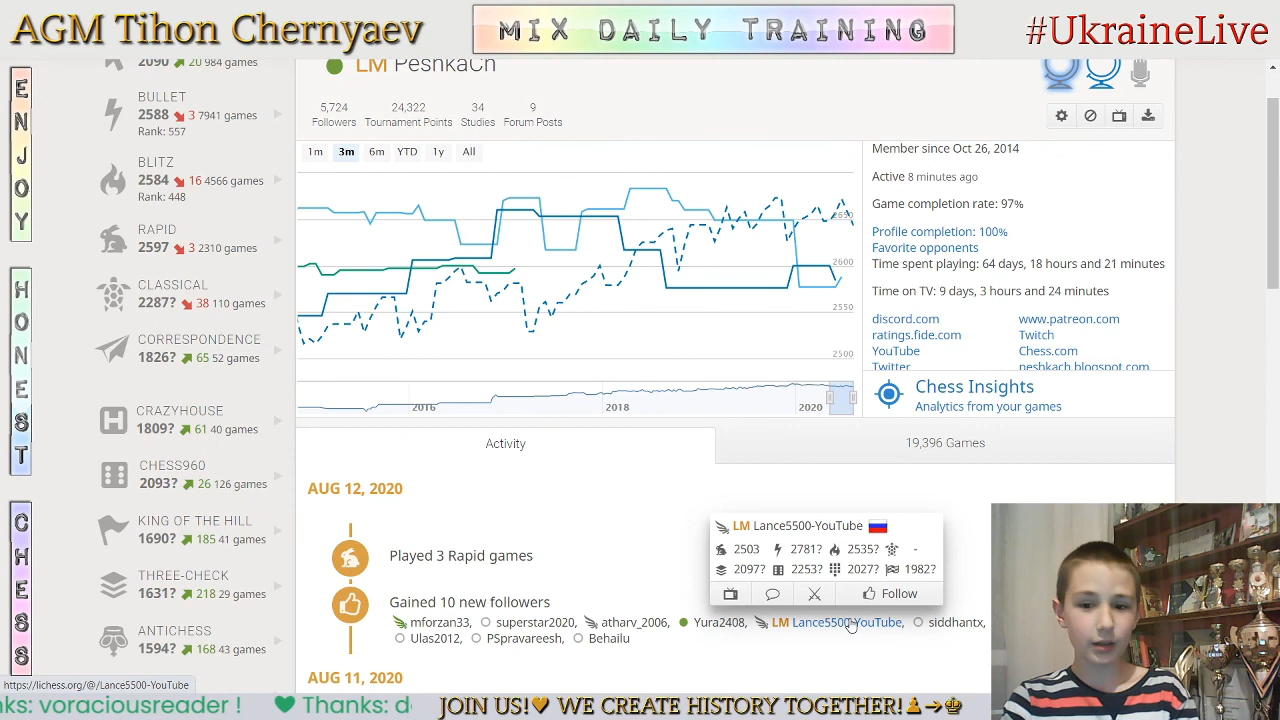 AGM Tihon Chernyaev
MIX DAILY TRAINING
#UkraineLive
ENJOY
HONEST
CHESS
2090 20 984 games
BULLET
2588 3 7941 games
Rank: 557
BLITZ
2584 16 4566 games
Rank: 448
RAPID
2597 3 2310 games
CLASSICAL
2287? 38 110 games
CORRESPONDENCE
1826? 65 52 games
CRAZYHOUSE
1809? 61 40 games
CHESS960
2093? 26 126 games
KING OF THE HILL
1690? 185 41 games
THREE-CHECK
1631? 218 29 games
ANTICHESS
1594? 168 43 games
https://lichess.org/@/Lance5500-YouTube
LM PeshkaCh
5,724 24,322 34 9
Followers Tournament Points Studies Forum Posts
1m 3m 6m YTD 1y All
2650
2600
2550
2500
2016 2018 2020
Member since Oct 26, 2014
Active 8 minutes ago
Game completion rate: 97%
Profile completion: 100%
Favorite opponents
Time spent playing: 64 days, 18 hours and 21 minutes
Time on TV: 9 days, 3 hours and 24 minutes
discord.com www.patreon.com
ratings.fide.com Twitch
YouTube Chess.com
Twitter peshkach.blogspot.com
Chess Insights
Analytics from your games
Activity 19,396 Games
AUG 12, 2020
Played 3 Rapid games
Gained 10 new followers
mforzan33, superstar2020, atharv_2006, Yura2408, LM Lance5500-YouTube, siddhantx,
Ulas2012, PSpravareesh, Behailu
LM Lance5500-YouTube
2503 2781? 2535? -
2097? 2253? 2027? 1982?
Follow
AUG 11, 2020
nks: voraciousreader ! Thanks: d
JOIN US! WE CREATE HISTORY TOGETHER!